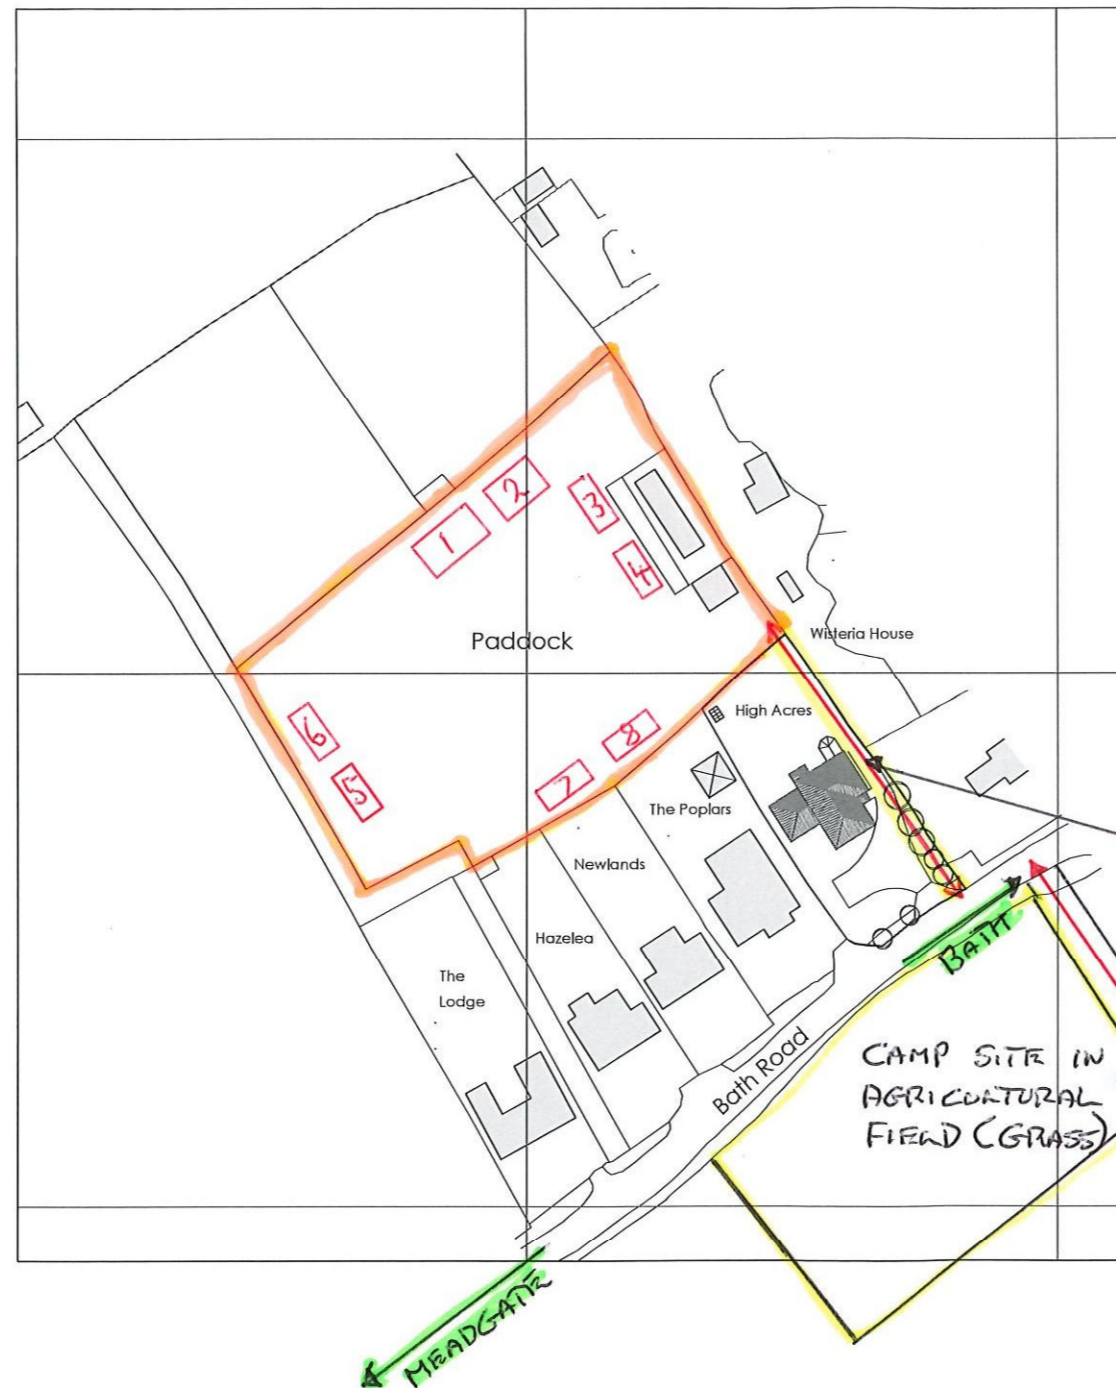 2
3
1
4
Paddock
Wisteria House
6
High Acres
8
5
7
The Poplars
Newlands
Hazelea
BATH
The
Lodge
Bath Road
CAMP SITE IN
AGRICULTURAL
FIELD (GRASS)
MEADGATE